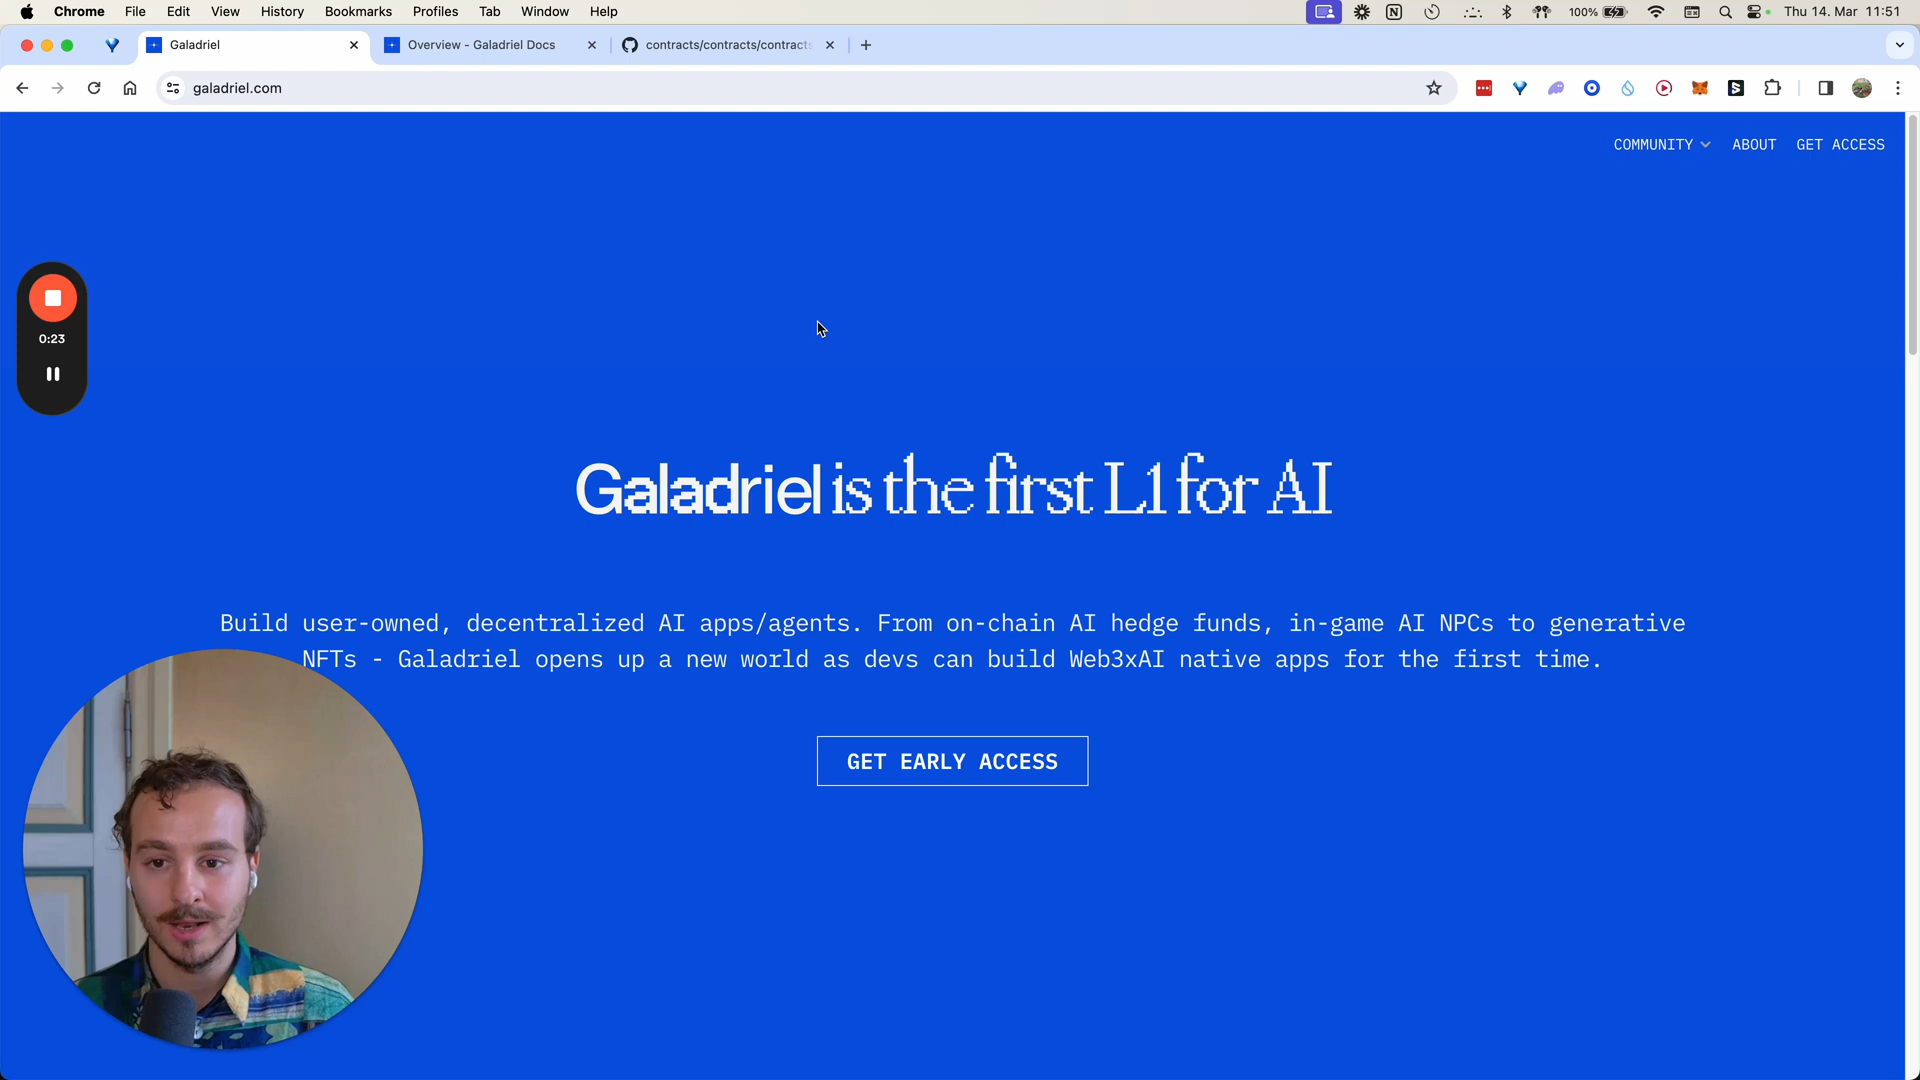 Chrome File Edit View History Bookmarks Profiles Tab Window Help 100% Thu 14. Mar 11:51
Galadriel Overview - Galadriel Docs contracts/contracts/contracts
galadriel.com
COMMUNITY ABOUT GET ACCESS
0:23
Galadriel is the first L1 for AI
Build user-owned, decentralized AI apps/agents. From on-chain AI hedge funds, in-game AI NPCs to generative
NFTs - Galadriel opens up a new world as devs can build Web3xAI native apps for the first time.
GET EARLY ACCESS